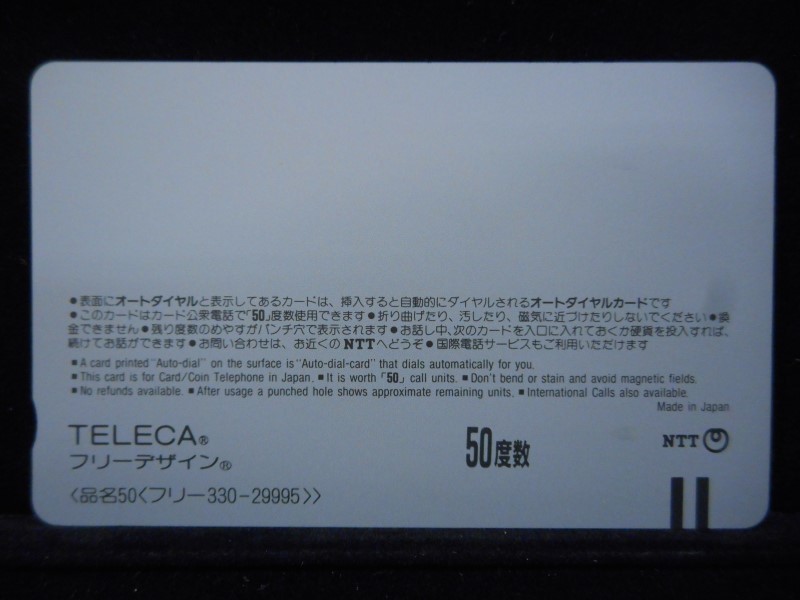 ●表面にオートダイヤルと表示してあるカードは、挿入すると自動的にダイヤルされるオートダイヤルカードです
●このカードはカード公衆電話で「50」度数使用できます●折り曲げたり、汚したり、磁気に近づけたりしないでください●換
金できません●残り度数のめやすがパンチ穴で表示されます●お話し中、次のカードを入口に入れておくか硬貨を投入すれば、
続けてお話ができます●お問い合わせは、お近くのNTTへどうぞ●国際電話サービスもご利用いただけます
■A card printed "Auto-dial" on the surface is "Auto-dial-card" that dials automatically for you.
■This card is for Card/Coin Telephone in Japan. ■It is worth「50」call units. ■Don't bend or stain and avoid magnetic fields.
■No refunds available. ■After usage a punched hole shows approximate remaining units. ■International Calls also available.
Made in Japan
TELECA®
フリーデザイン®
50度数
NTT
〈品名50〈フリー330-29995〉〉